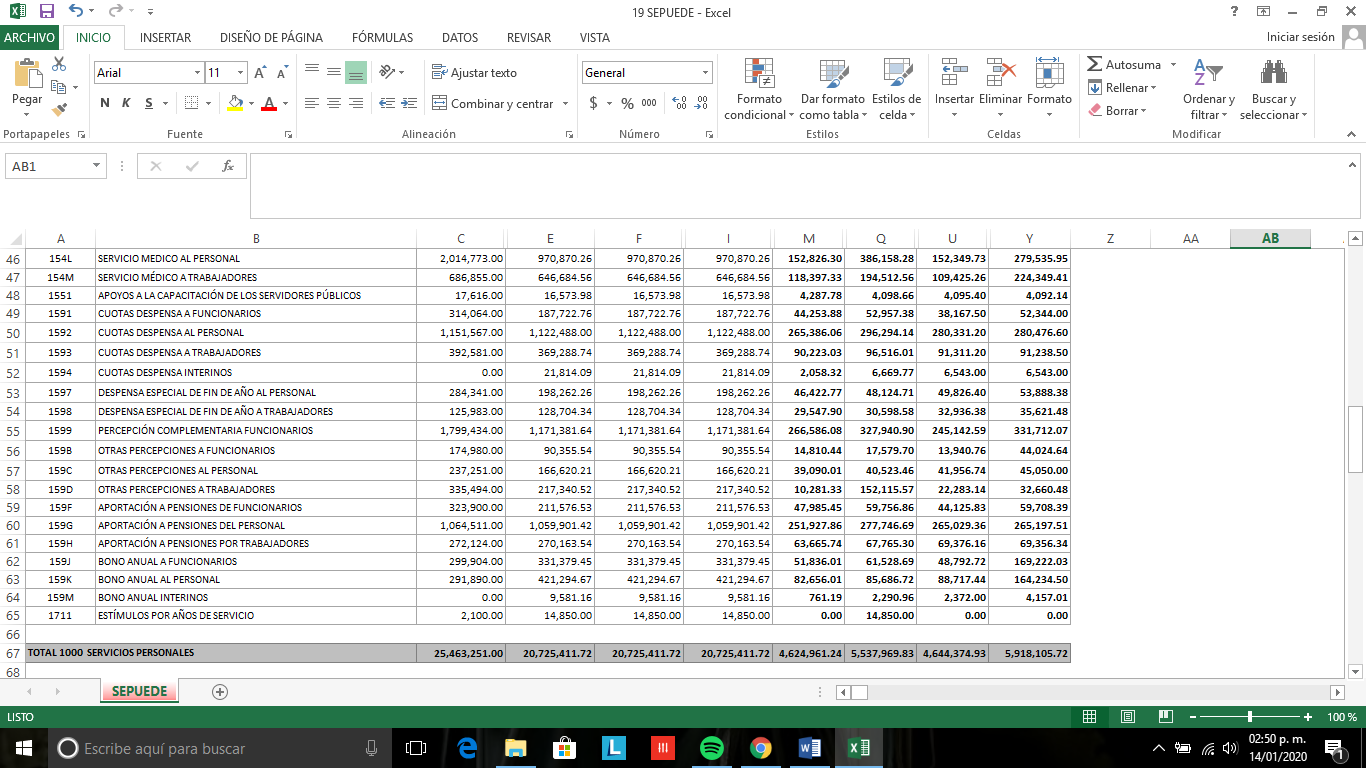 19 SEPUEDE - Excel
ARCHIVO INICIO INSERTAR DISEÑO DE PÁGINA FÓRMULAS DATOS REVISAR VISTA Iniciar sesión
Pegar Arial 11 Ajustar texto General Formato condicional Dar formato como tabla Estilos de celda Insertar Eliminar Formato Autosuma Rellenar Borrar Ordenar y filtrar Buscar y seleccionar
N K S Combinar y centrar $ % 000
Portapapeles Fuente Alineación Número Estilos Celdas Modificar
AB1 fx
A B C E F I M Q U Y Z AA AB
46 154L SERVICIO MEDICO AL PERSONAL 2,014,773.00 970,870.26 970,870.26 970,870.26 152,826.30 386,158.28 152,349.73 279,535.95
47 154M SERVICIO MÉDICO A TRABAJADORES 686,855.00 646,684.56 646,684.56 646,684.56 118,397.33 194,512.56 109,425.26 224,349.41
48 1551 APOYOS A LA CAPACITACIÓN DE LOS SERVIDORES PÚBLICOS 17,616.00 16,573.98 16,573.98 16,573.98 4,287.78 4,098.66 4,095.40 4,092.14
49 1591 CUOTAS DESPENSA A FUNCIONARIOS 314,064.00 187,722.76 187,722.76 187,722.76 44,253.88 52,957.38 38,167.50 52,344.00
50 1592 CUOTAS DESPENSA AL PERSONAL 1,151,567.00 1,122,488.00 1,122,488.00 1,122,488.00 265,386.06 296,294.14 280,331.20 280,476.60
51 1593 CUOTAS DESPENSA A TRABAJADORES 392,581.00 369,288.74 369,288.74 369,288.74 90,223.03 96,516.01 91,311.20 91,238.50
52 1594 CUOTAS DESPENSA INTERINOS 0.00 21,814.09 21,814.09 21,814.09 2,058.32 6,669.77 6,543.00 6,543.00
53 1597 DESPENSA ESPECIAL DE FIN DE AÑO AL PERSONAL 284,341.00 198,262.26 198,262.26 198,262.26 46,422.77 48,124.71 49,826.40 53,888.38
54 1598 DESPENSA ESPECIAL DE FIN DE AÑO A TRABAJADORES 125,983.00 128,704.34 128,704.34 128,704.34 29,547.90 30,598.58 32,936.38 35,621.48
55 1599 PERCEPCIÓN COMPLEMENTARIA FUNCIONARIOS 1,799,434.00 1,171,381.64 1,171,381.64 1,171,381.64 266,586.08 327,940.90 245,142.59 331,712.07
56 159B OTRAS PERCEPCIONES A FUNCIONARIOS 174,980.00 90,355.54 90,355.54 90,355.54 14,810.44 17,579.70 13,940.76 44,024.64
57 159C OTRAS PERCEPCIONES AL PERSONAL 237,251.00 166,620.21 166,620.21 166,620.21 39,090.01 40,523.46 41,956.74 45,050.00
58 159D OTRAS PERCEPCIONES A TRABAJADORES 335,494.00 217,340.52 217,340.52 217,340.52 10,281.33 152,115.57 22,283.14 32,660.48
59 159F APORTACIÓN A PENSIONES DE FUNCIONARIOS 323,900.00 211,576.53 211,576.53 211,576.53 47,985.45 59,756.86 44,125.83 59,708.39
60 159G APORTACIÓN A PENSIONES DEL PERSONAL 1,064,511.00 1,059,901.42 1,059,901.42 1,059,901.42 251,927.86 277,746.69 265,029.36 265,197.51
61 159H APORTACIÓN A PENSIONES POR TRABAJADORES 272,124.00 270,163.54 270,163.54 270,163.54 63,665.74 67,765.30 69,376.16 69,356.34
62 159J BONO ANUAL A FUNCIONARIOS 299,904.00 331,379.45 331,379.45 331,379.45 51,836.01 61,528.69 48,792.72 169,222.03
63 159K BONO ANUAL AL PERSONAL 291,890.00 421,294.67 421,294.67 421,294.67 82,656.01 85,686.72 88,717.44 164,234.50
64 159M BONO ANUAL INTERINOS 0.00 9,581.16 9,581.16 9,581.16 761.19 2,290.96 2,372.00 4,157.01
65 1711 ESTÍMULOS POR AÑOS DE SERVICIO 2,100.00 14,850.00 14,850.00 14,850.00 0.00 14,850.00 0.00 0.00
66
67 TOTAL 1000 SERVICIOS PERSONALES 25,463,251.00 20,725,411.72 20,725,411.72 20,725,411.72 4,624,961.24 5,537,969.83 4,644,374.93 5,918,105.72
68
SEPUEDE
LISTO 100 %
Escribe aquí para buscar 02:50 p. m.
14/01/2020 1